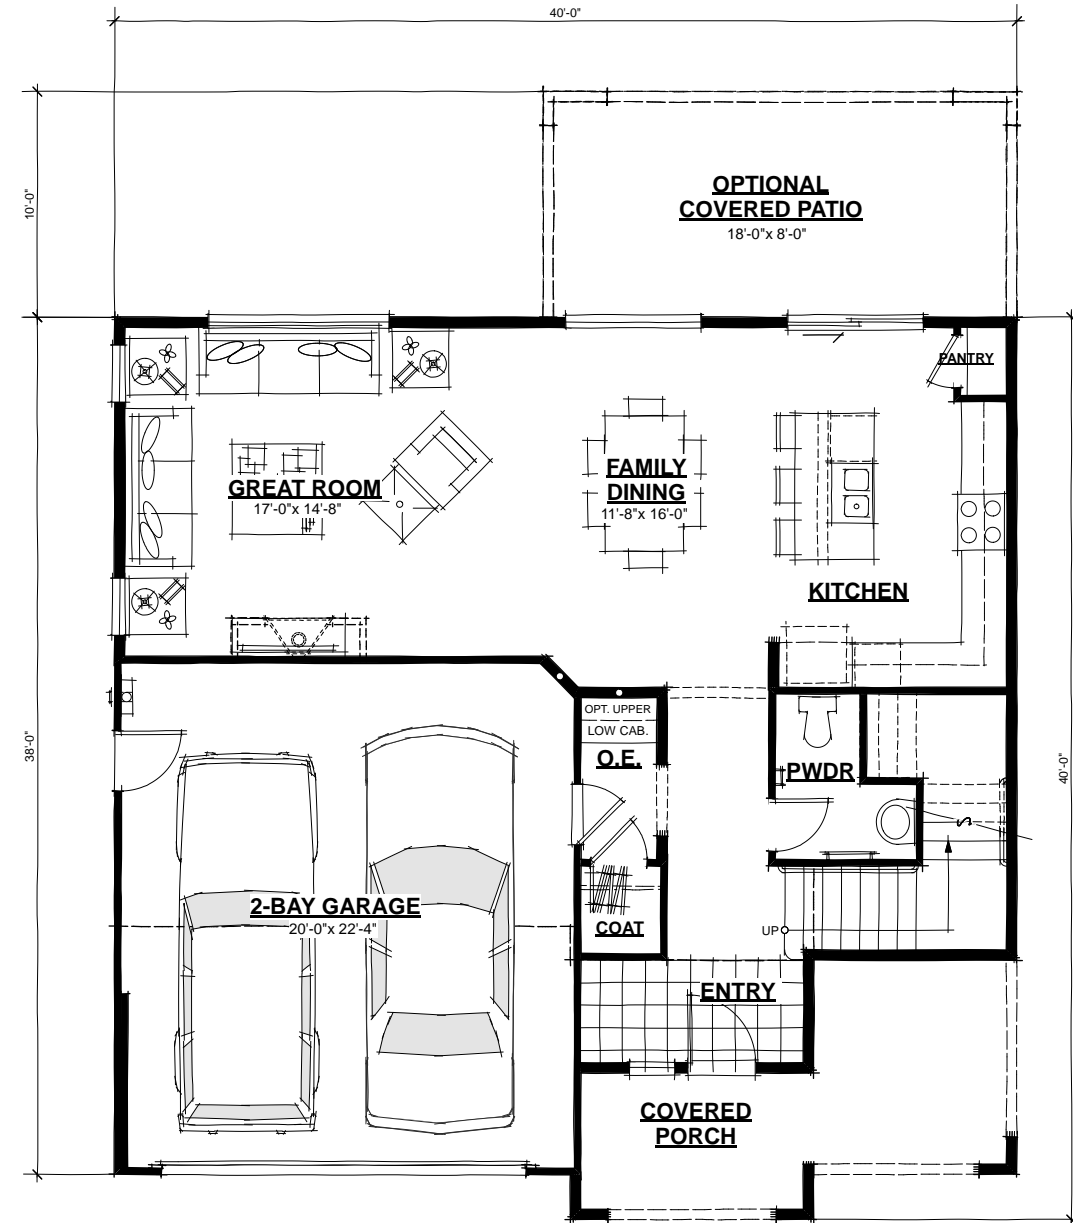 40'-0"
OPTIONAL
COVERED PATIO
18'-0"x 8'-0"
10'-0"
PANTRY
GREAT ROOM
17'-0"x 14'-8"
FAMILY
DINING
11'-8"x 16'-0"
KITCHEN
OPT. UPPER
LOW CAB.
O.E.
PWDR
38'-0"
40'-0"
2-BAY GARAGE
20'-0"x 22'-4"
COAT
UP
ENTRY
COVERED
PORCH